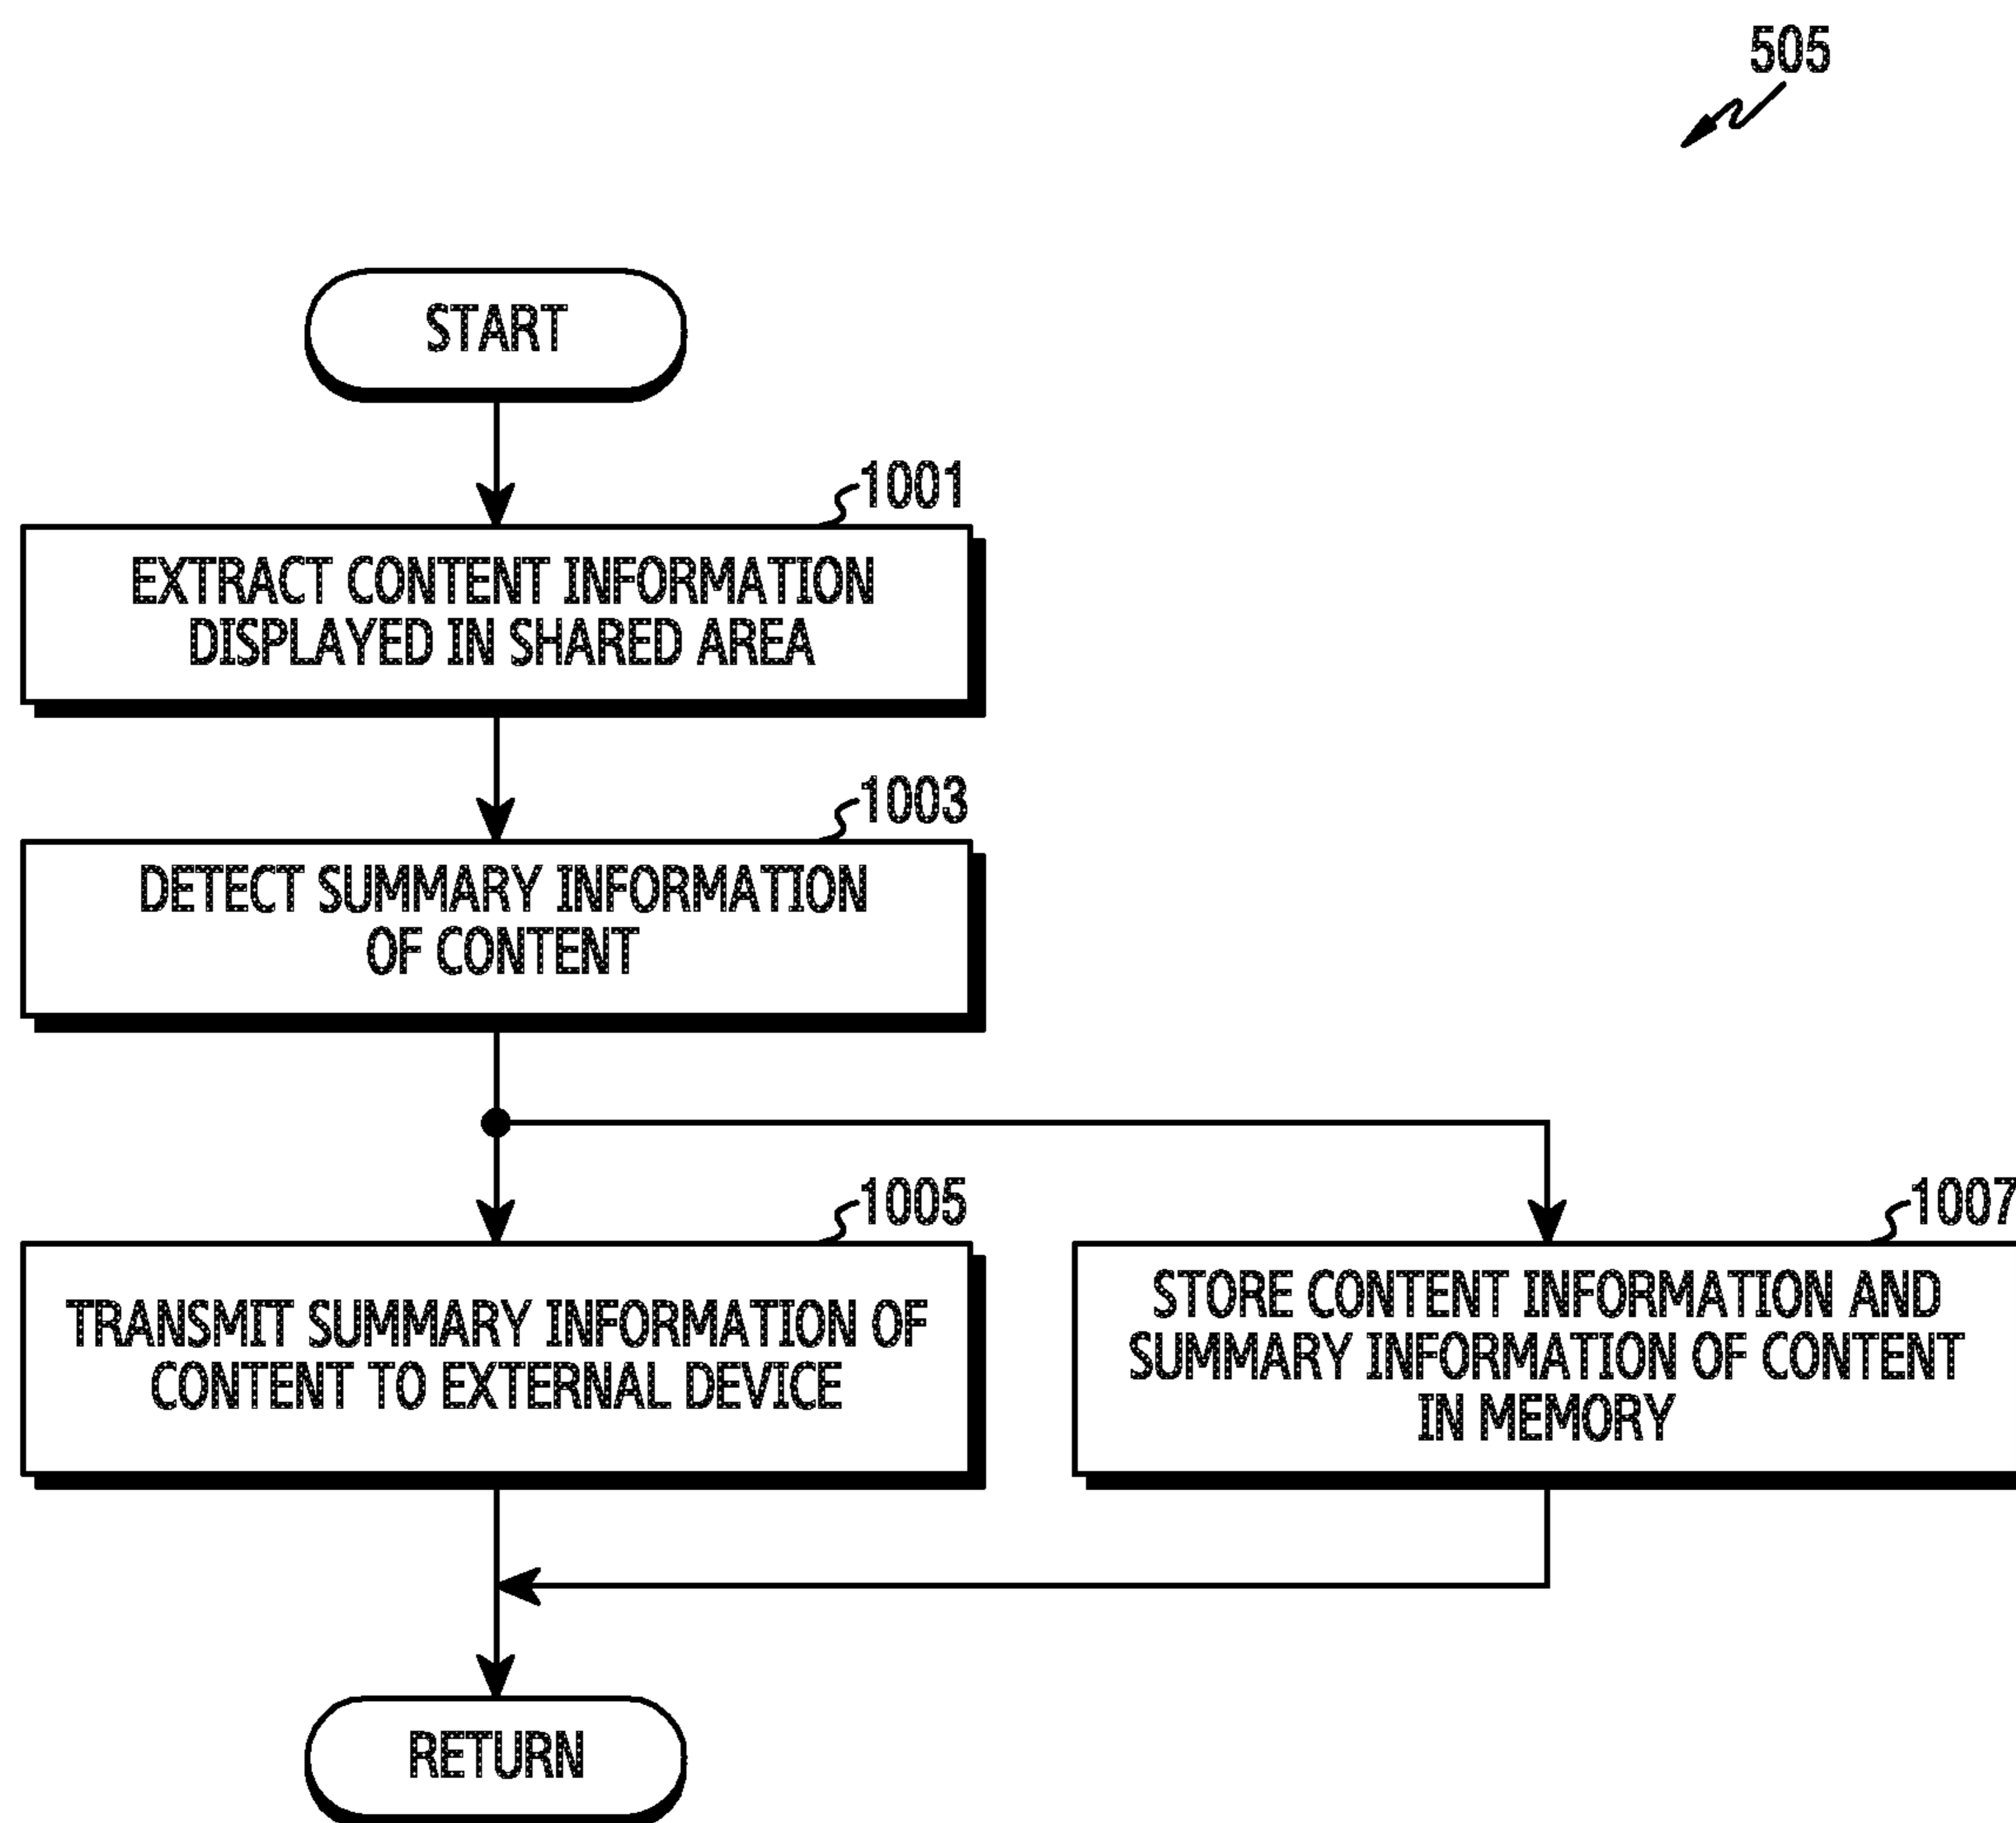 505
START
1001
EXTRACT CONTENT INFORMATION
DISPLAYED IN SHARED AREA
1003
DETECT SUMMARY INFORMATION
OF CONTENT
1005
TRANSMIT SUMMARY INFORMATION OF
CONTENT TO EXTERNAL DEVICE
1007
STORE CONTENT INFORMATION AND
SUMMARY INFORMATION OF CONTENT
IN MEMORY
RETURN